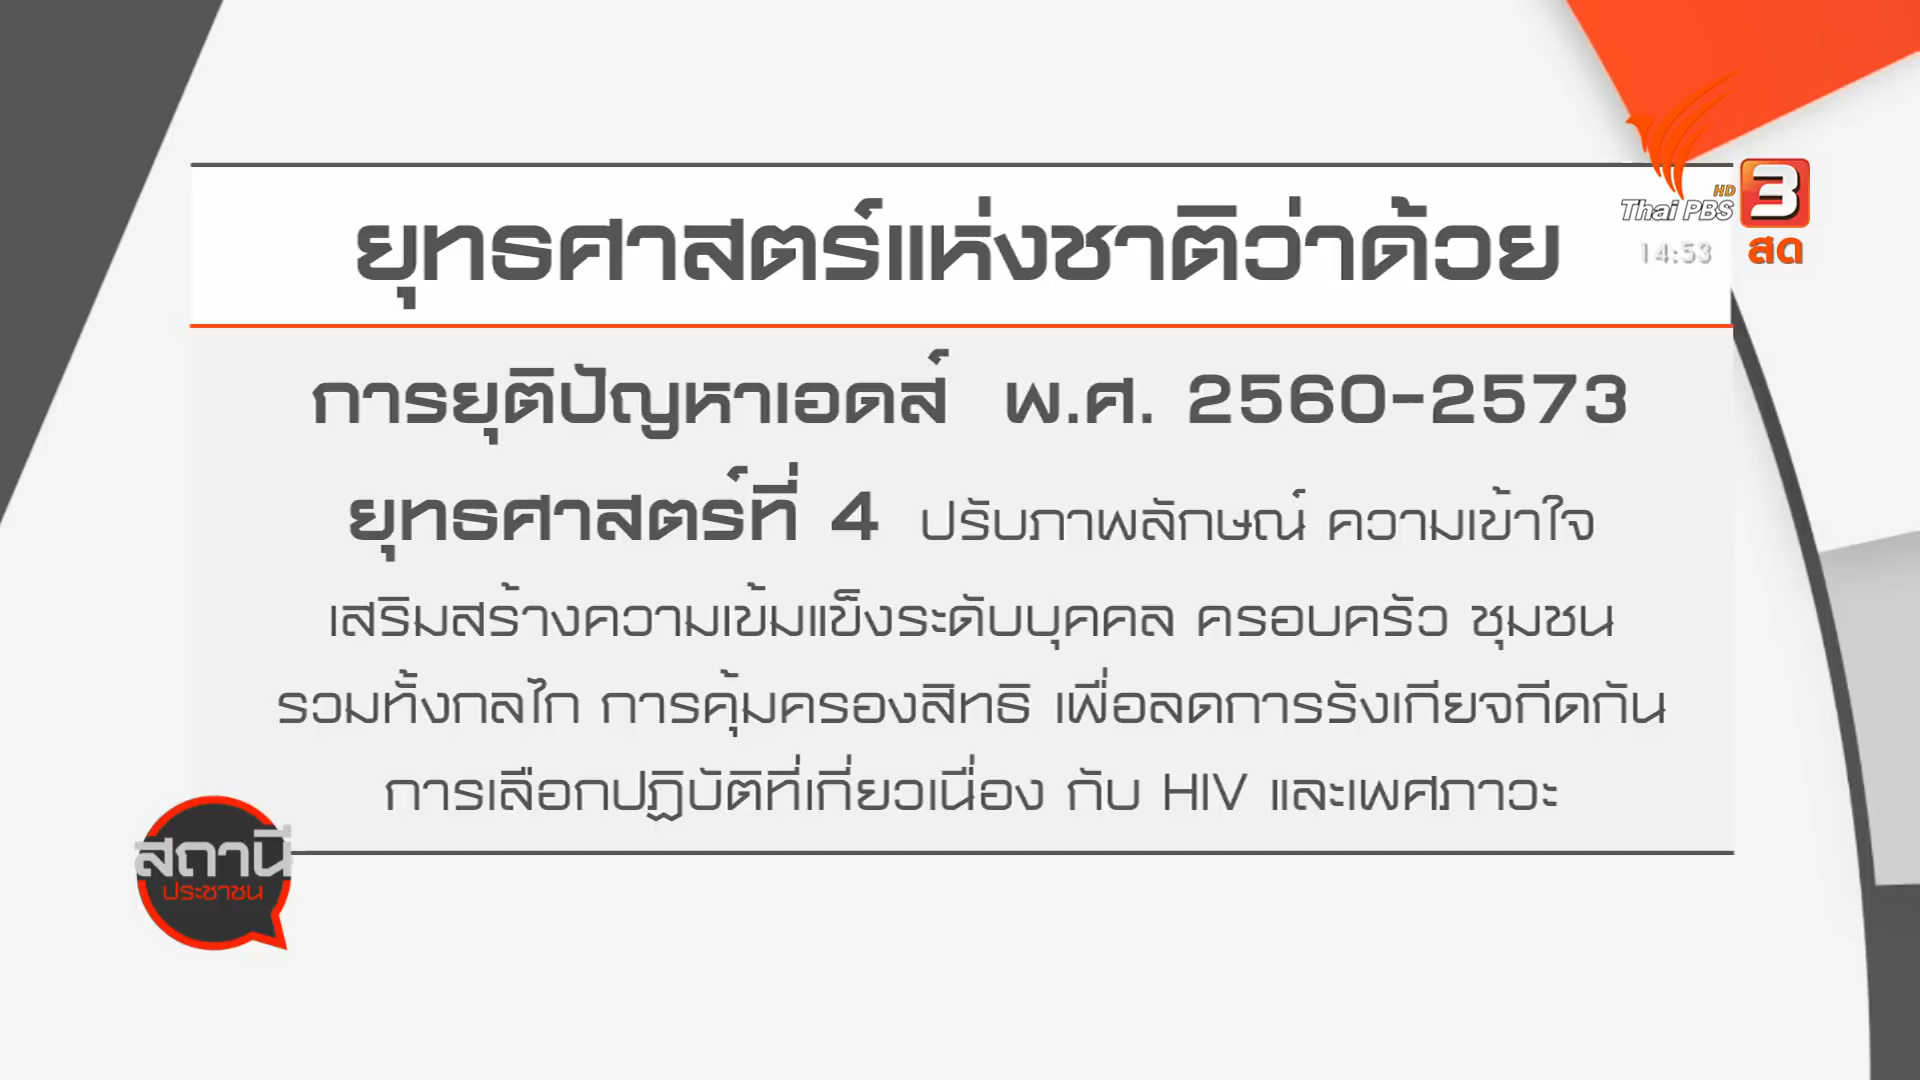 ยุทธศาสตร์แห่งชาติว่าด้วย
การยุติปัญหาเอดส์ พ.ศ. 2560-2573
ยุทธศาสตร์ที่ 4 ปรับภาพลักษณ์ ความเข้าใจ
เสริมสร้างความเข้มแข็งระดับบุคคล ครอบครัว ชุมชน
รวมทั้งกลไก การคุ้มครองสิทธิ เพื่อลดการรังเกียจกีดกัน
การเลือกปฏิบัติที่เกี่ยวเนื่อง กับ HIV และเพศภาวะ
HD
Thai PBS 3
14:53 สด
สถานี
ประชาชน